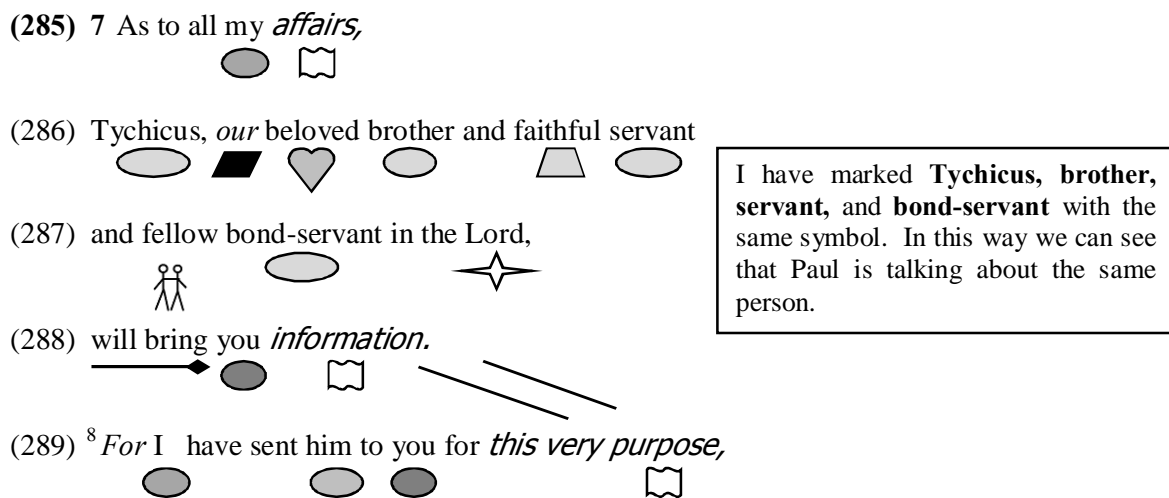 (285) 7 As to all my affairs,
(286) Tychicus, our beloved brother and faithful servant
(287) and fellow bond-servant in the Lord,
(288) will bring you information.
(289) 8 For I have sent him to you for this very purpose,
I have marked Tychicus, brother,
servant, and bond-servant with the
same symbol. In this way we can see
that Paul is talking about the same
person.